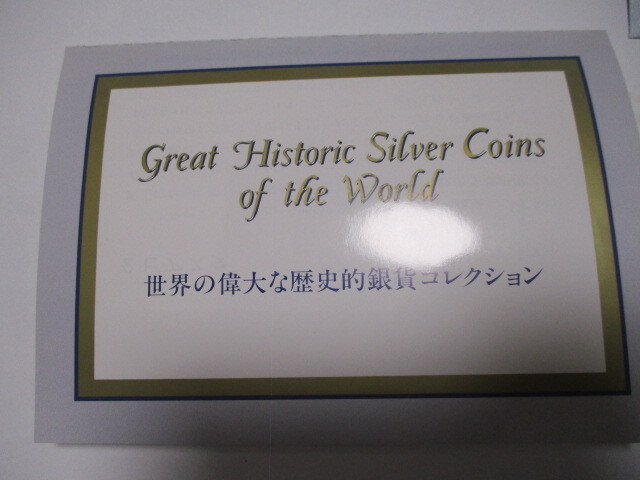 Great Historic Silver Coins
of the World
世界の偉大な歴史的銀貨コレクション